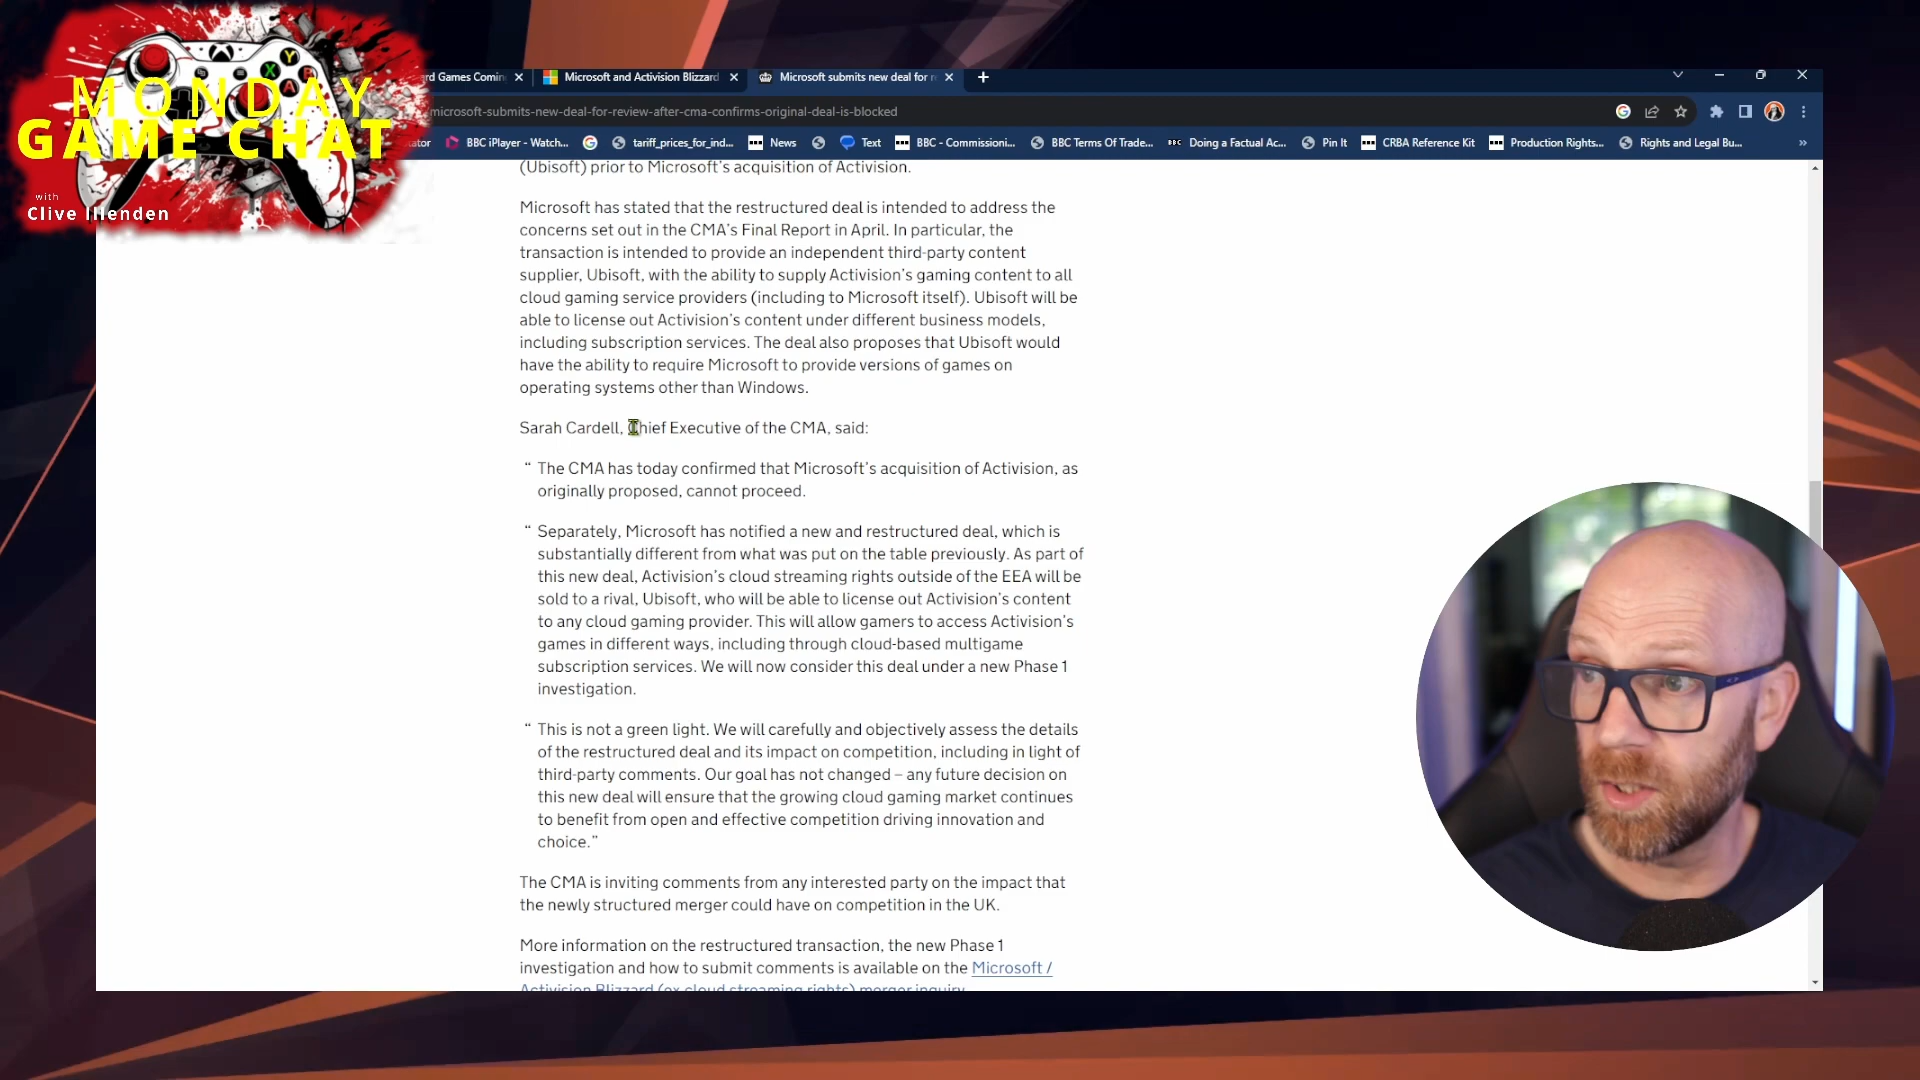 MONDAY
GAME CHAT
with
Clive Illenden
rd Games Comin
Microsoft and Activision Blizzard
Microsoft submits new deal for r
microsoft-submits-new-deal-for-review-after-cma-confirms-original-deal-is-blocked
tator
BBC iPlayer - Watch...
tariff_prices_for_ind...
News
Text
BBC - Commissioni...
BBC Terms Of Trade...
BBC
Doing a Factual Ac...
Pin It
CRBA Reference Kit
Production Rights...
Rights and Legal Bu...
(Ubisoft) prior to Microsoft's acquisition of Activision.
Microsoft has stated that the restructured deal is intended to address the
concerns set out in the CMA's Final Report in April. In particular, the
transaction is intended to provide an independent third-party content
supplier, Ubisoft, with the ability to supply Activision's gaming content to all
cloud gaming service providers (including to Microsoft itself). Ubisoft will be
able to license out Activision's content under different business models,
including subscription services. The deal also proposes that Ubisoft would
have the ability to require Microsoft to provide versions of games on
operating systems other than Windows.
Sarah Cardell, Chief Executive of the CMA, said:
“ The CMA has today confirmed that Microsoft's acquisition of Activision, as
originally proposed, cannot proceed.
“ Separately, Microsoft has notified a new and restructured deal, which is
substantially different from what was put on the table previously. As part of
this new deal, Activision's cloud streaming rights outside of the EEA will be
sold to a rival, Ubisoft, who will be able to license out Activision's content
to any cloud gaming provider. This will allow gamers to access Activision's
games in different ways, including through cloud-based multigame
subscription services. We will now consider this deal under a new Phase 1
investigation.
“ This is not a green light. We will carefully and objectively assess the details
of the restructured deal and its impact on competition, including in light of
third-party comments. Our goal has not changed – any future decision on
this new deal will ensure that the growing cloud gaming market continues
to benefit from open and effective competition driving innovation and
choice.”
The CMA is inviting comments from any interested party on the impact that
the newly structured merger could have on competition in the UK.
More information on the restructured transaction, the new Phase 1
investigation and how to submit comments is available on the Microsoft /
Activision Blizzard (ex cloud streaming rights) merger inquiry